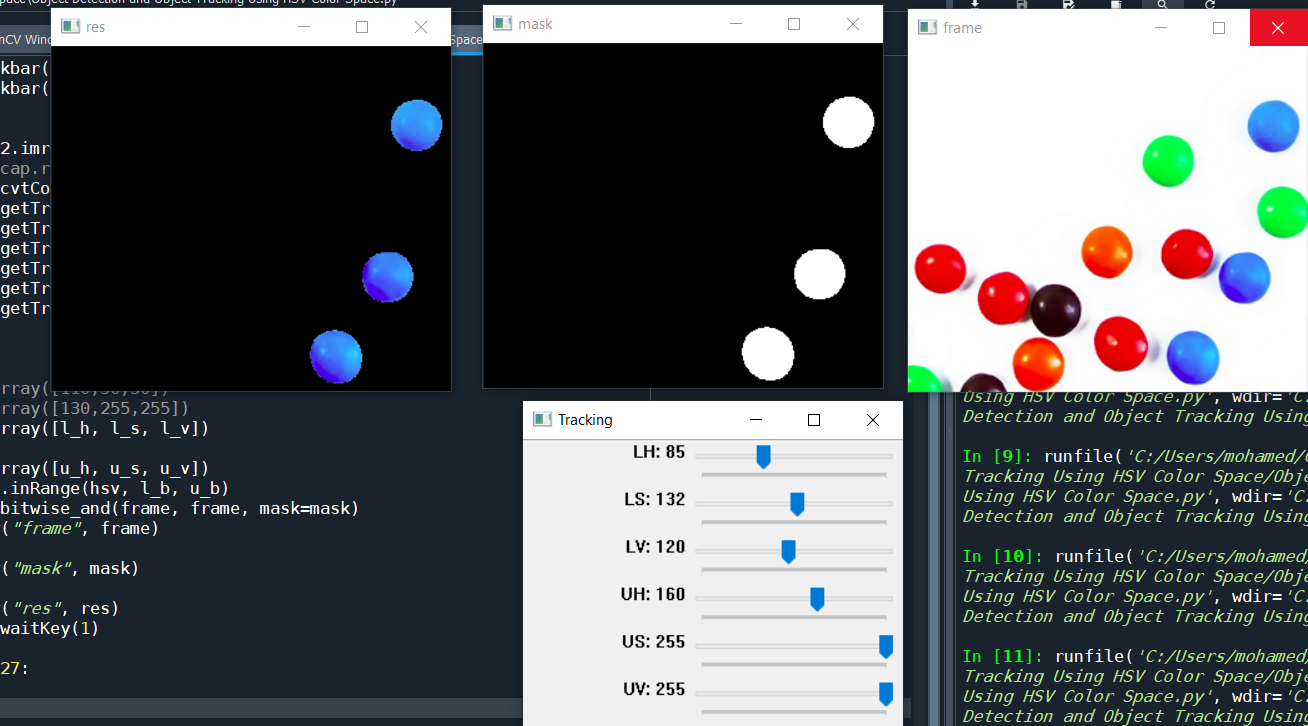 pace\Object Detection and Object Tracking Using HSV Color Space.py
nCV Wind
Space
res
mask
frame
kbar(
kbar(
2.imr
cap.r
cvtCo
getTr
getTr
getTr
getTr
getTr
getTr
rray([110,50,50])
rray([130,255,255])
rray([l_h, l_s, l_v])
rray([u_h, u_s, u_v])
.inRange(hsv, l_b, u_b)
bitwise_and(frame, frame, mask=mask)
("frame", frame)
("mask", mask)
("res", res)
waitKey(1)
27:
Tracking
LH: 85
LS: 132
LV: 120
UH: 160
US: 255
UV: 255
Using HSV Color Space.py', wdir='C:
Detection and Object Tracking Using
In [9]: runfile('C:/Users/mohamed/
Tracking Using HSV Color Space/Obje
Using HSV Color Space.py', wdir='C:
Detection and Object Tracking Using
In [10]: runfile('C:/Users/mohamed/
Tracking Using HSV Color Space/Obje
Using HSV Color Space.py', wdir='C:
Detection and Object Tracking Using
In [11]: runfile('C:/Users/mohamed/
Tracking Using HSV Color Space/Obje
Using HSV Color Space.py', wdir='C:
Detection and Object Tracking Using